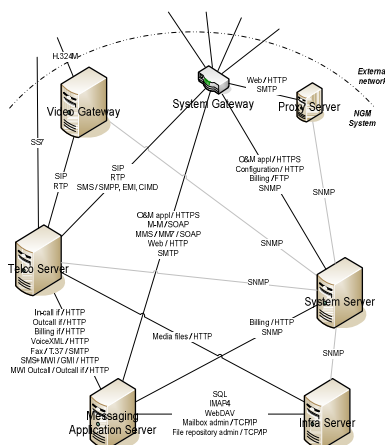 H.324M
External
network
Web / HTTP
SMTP
Video Gateway
System Gateway
Proxy Server
NGM
System
SS7
SIP
RTP
SIP
RTP
SMS / SMPP, EMI, CIMD
O&M appl / HTTPS
Configuration / HTTP
Billing / FTP
SNMP
SNMP
O&M appl / HTTPS
M-M / SOAP
MMS / MM7 / SOAP
Web / HTTP
SMTP
SNMP
Telco Server
SNMP
System Server
In-call if / HTTP
Outcall if / HTTP
Billing if / HTTP
VoiceXML / HTTP
Fax / T.37 / SMTP
SMS+MWI / GMI / HTTP
MWI Outcall / Outcall if / HTTP
Media files / HTTP
Billing / HTTP
SNMP
SNMP
Messaging
Application Server
SQL
IMAP4
WebDAV
Mailbox admin / TCP/IP
File repository admin / TCP/IP
Infra Server